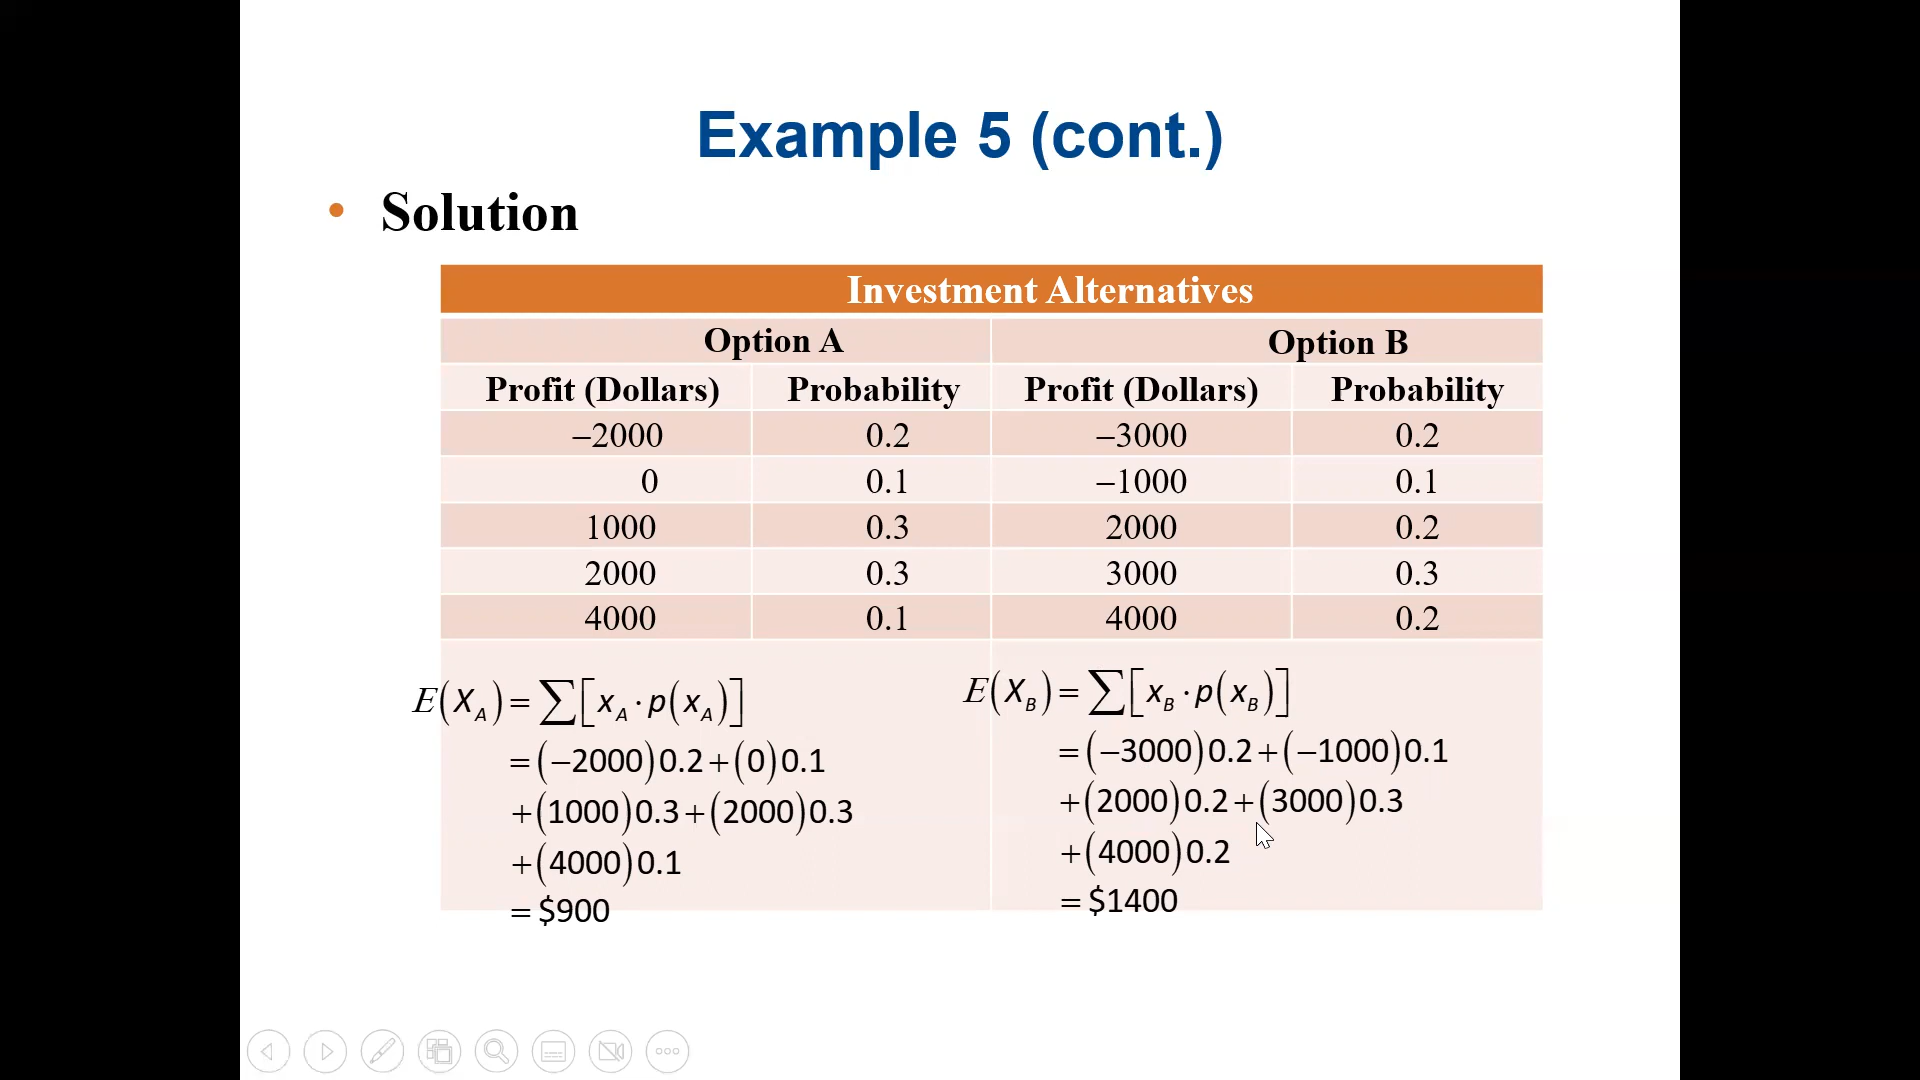 Example 5 (cont.)
• Solution
Investment Alternatives
Option A Option B
Profit (Dollars) Probability Profit (Dollars) Probability
–2000 0.2 –3000 0.2
0 0.1 –1000 0.1
1000 0.3 2000 0.2
2000 0.3 3000 0.3
4000 0.1 4000 0.2
E(X_A) = ∑[x_A · p(x_A)]
= (−2000)0.2 + (0)0.1
+(1000)0.3 + (2000)0.3
+(4000)0.1
= $900
E(X_B) = ∑[x_B · p(x_B)]
= (−3000)0.2 + (−1000)0.1
+(2000)0.2 + (3000)0.3
+(4000)0.2
= $1400